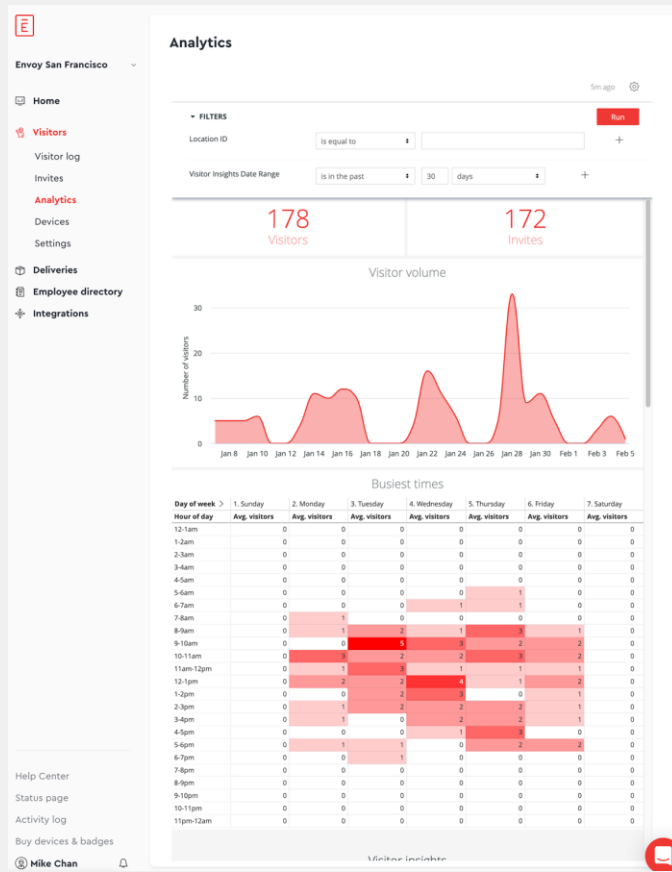 E
Envoy San Francisco
Home
Visitors
Visitor log
Invites
Analytics
Devices
Settings
Deliveries
Employee directory
Integrations
Help Center
Status page
Activity log
Buy devices & badges
Mike Chan
Analytics
5m ago
FILTERS
Run
Location ID is equal to
Visitor Insights Date Range is in the past 30 days
178 172
Visitors Invites
Visitor volume
Number of visitors
30
20
10
0
Jan 8 Jan 10 Jan 12 Jan 14 Jan 16 Jan 18 Jan 20 Jan 22 Jan 24 Jan 26 Jan 28 Jan 30 Feb 1 Feb 3 Feb 5
Busiest times
Day of week 1. Sunday 2. Monday 3. Tuesday 4. Wednesday 5. Thursday 6. Friday 7. Saturday
Hour of day Avg. visitors Avg. visitors Avg. visitors Avg. visitors Avg. visitors Avg. visitors Avg. visitors
12-1am 0 0 0 0 0 0 0
1-2am 0 0 0 0 0 0 0
2-3am 0 0 0 0 0 0 0
3-4am 0 0 0 0 0 0 0
4-5am 0 0 0 0 0 0 0
5-6am 0 0 0 0 1 0 0
6-7am 0 0 0 1 1 0 0
7-8am 0 1 0 0 0 0 0
8-9am 0 1 2 1 3 1 0
9-10am 0 0 5 3 2 2 0
10-11am 0 3 2 2 3 2 0
11am-12pm 0 1 3 1 1 1 0
12-1pm 0 2 2 4 1 2 0
1-2pm 0 0 2 3 0 1 0
2-3pm 0 1 2 2 2 1 0
3-4pm 0 1 0 2 2 1 0
4-5pm 0 0 0 1 3 0 0
5-6pm 0 1 1 0 2 2 0
6-7pm 0 0 1 0 0 0 0
7-8pm 0 0 0 0 0 0 0
8-9pm 0 0 0 0 0 0 0
9-10pm 0 0 0 0 0 0 0
10-11pm 0 0 0 0 0 0 0
11pm-12am 0 0 0 0 0 0 0
Visitor insights